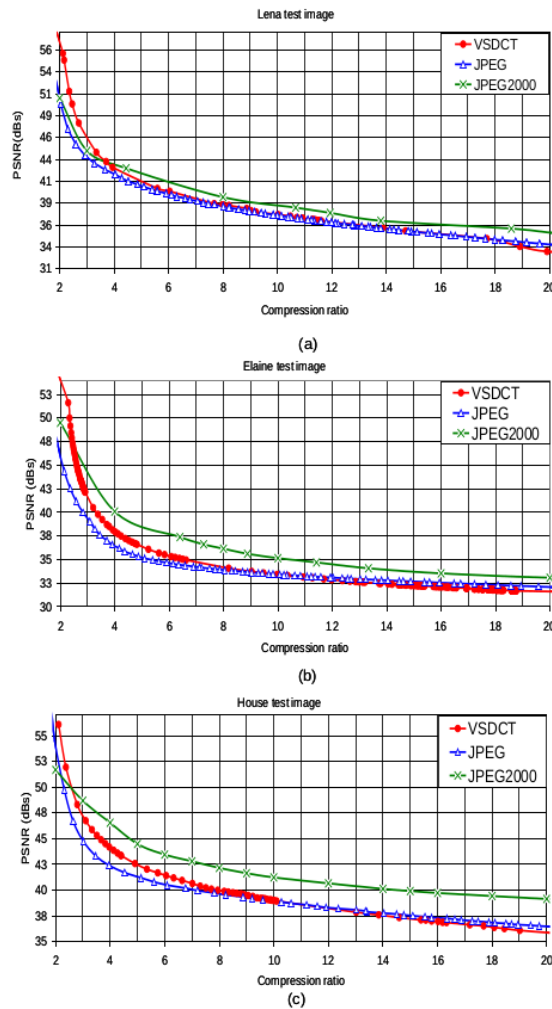 Lena test image
PSNR(dBs)
56
54
51
49
46
44
41
39
36
34
31
VSDCT
JPEG
JPEG2000
2 4 6 8 10 12 14 16 18 20
Compression ratio
(a)
Elaine test image
PSNR (dBs)
53
50
48
45
43
40
38
35
33
30
VSDCT
JPEG
JPEG2000
2 4 6 8 10 12 14 16 18 20
Compression ratio
(b)
House test image
PSNR (dBs)
55
53
50
48
45
43
40
38
35
VSDCT
JPEG
JPEG2000
2 4 6 8 10 12 14 16 18 20
Compression ratio
(c)